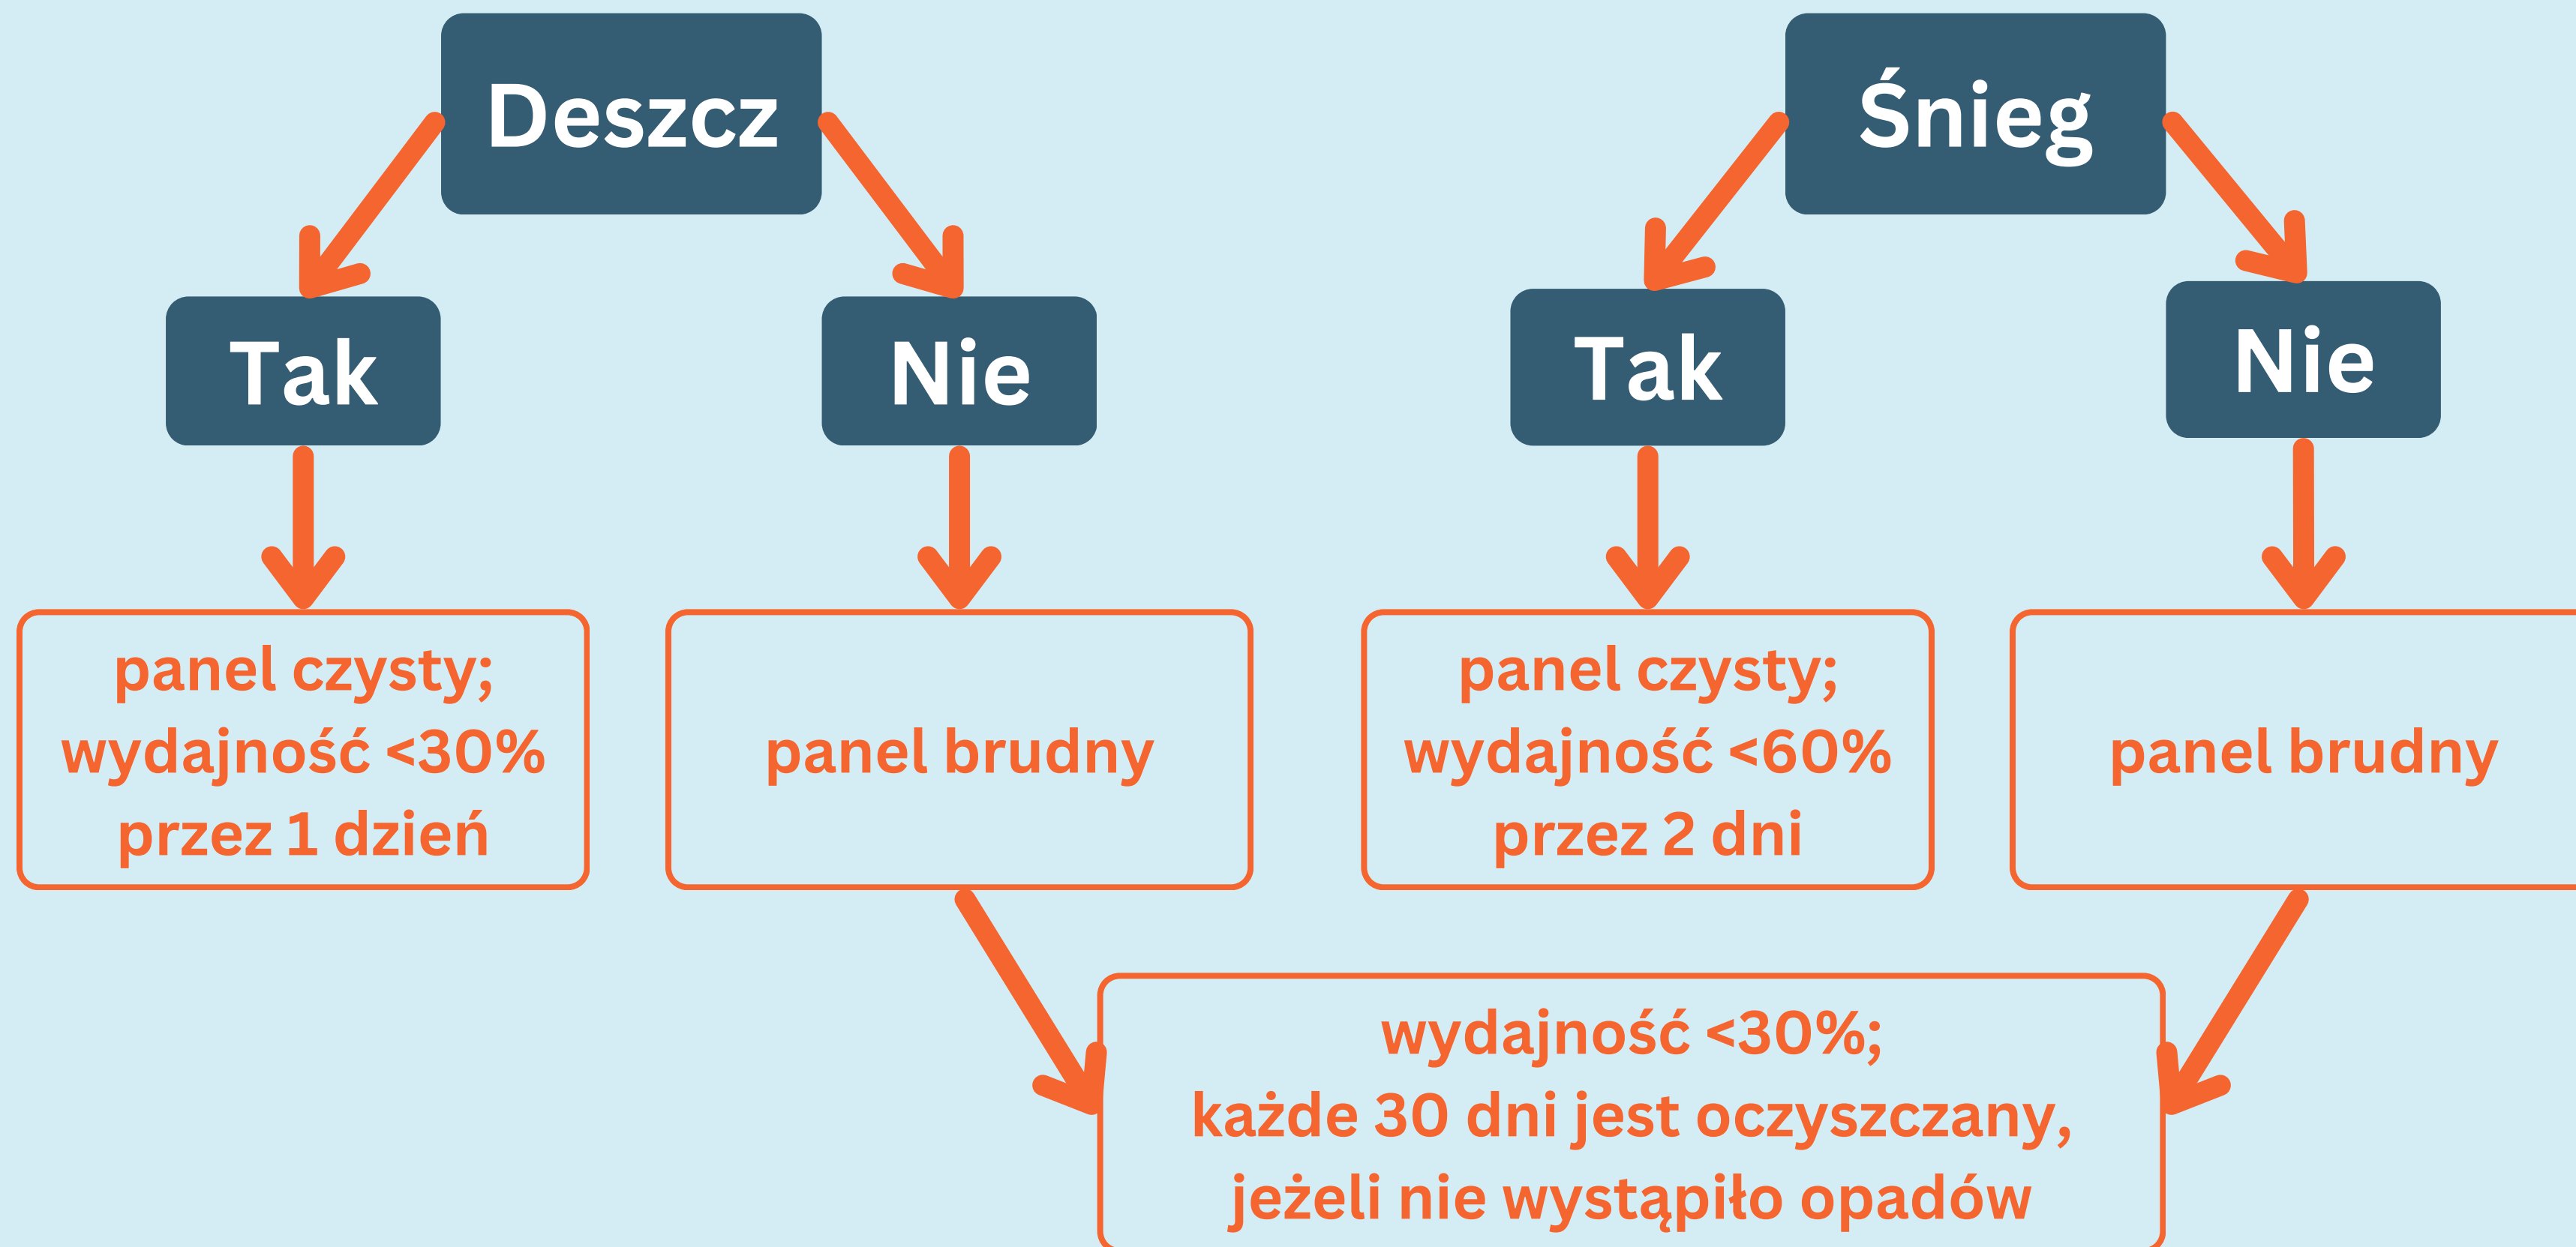 Deszcz
Śnieg
Tak
Nie
Tak
Nie
panel czysty;
wydajność <30%
przez 1 dzień
panel brudny
panel czysty;
wydajność <60%
przez 2 dni
panel brudny
wydajność <30%;
każde 30 dni jest oczyszczany,
jeżeli nie wystąpiło opadów